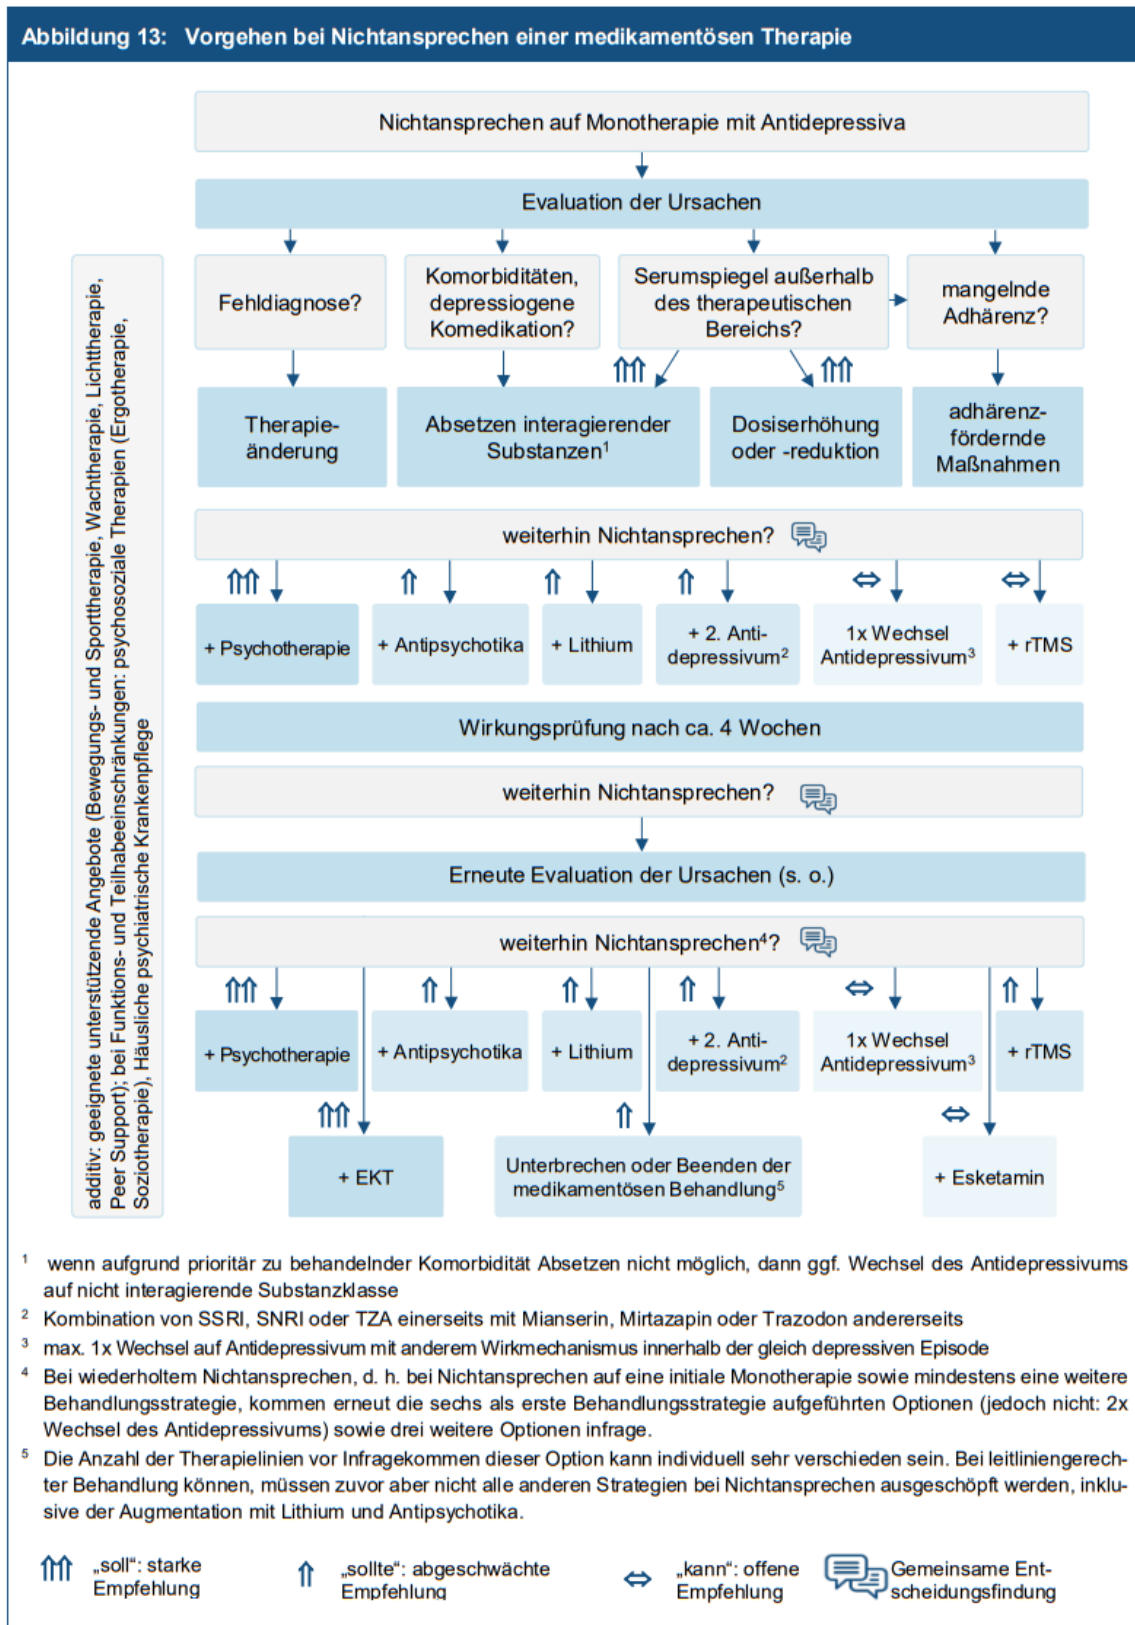 Abbildung 13: Vorgehen bei Nichtansprechen einer medikamentösen Therapie
Nichtansprechen auf Monotherapie mit Antidepressiva
Evaluation der Ursachen
Fehldiagnose?
Komorbiditäten,
depressiogene
Komedikation?
Serumspiegel außerhalb
des therapeutischen
Bereichs?
mangelnde
Adhärenz?
Therapie-
änderung
Absetzen interagierender
Substanzen¹
Dosiserhöhung
oder -reduktion
adhärenz-
fördernde
Maßnahmen
weiterhin Nichtansprechen?
+ Psychotherapie
+ Antipsychotika
+ Lithium
+ 2. Anti-
depressivum²
1x Wechsel
Antidepressivum³
+ rTMS
Wirkungsprüfung nach ca. 4 Wochen
weiterhin Nichtansprechen?
Erneute Evaluation der Ursachen (s. o.)
weiterhin Nichtansprechen⁴?
+ Psychotherapie
+ Antipsychotika
+ Lithium
+ 2. Anti-
depressivum²
1x Wechsel
Antidepressivum³
+ rTMS
+ EKT
Unterbrechen oder Beenden der
medikamentösen Behandlung⁵
+ Esketamin
additiv: geeignete unterstützende Angebote (Bewegungs- und Sporttherapie, Wachtherapie, Lichttherapie,
Peer Support); bei Funktions- und Teilhabeeinschränkungen: psychosoziale Therapien (Ergotherapie,
Soziotherapie), Häusliche psychiatrische Krankenpflege
¹ wenn aufgrund prioritär zu behandelnder Komorbidität Absetzen nicht möglich, dann ggf. Wechsel des Antidepressivums
auf nicht interagierende Substanzklasse
² Kombination von SSRI, SNRI oder TZA einerseits mit Mianserin, Mirtazapin oder Trazodon andererseits
³ max. 1x Wechsel auf Antidepressivum mit anderem Wirkmechanismus innerhalb der gleich depressiven Episode
⁴ Bei wiederholtem Nichtansprechen, d. h. bei Nichtansprechen auf eine initiale Monotherapie sowie mindestens eine weitere
Behandlungsstrategie, kommen erneut die sechs als erste Behandlungsstrategie aufgeführten Optionen (jedoch nicht: 2x
Wechsel des Antidepressivums) sowie drei weitere Optionen infrage.
⁵ Die Anzahl der Therapielinien vor Infragekommen dieser Option kann individuell sehr verschieden sein. Bei leitliniengerech-
ter Behandlung können, müssen zuvor aber nicht alle anderen Strategien bei Nichtansprechen ausgeschöpft werden, inklu-
sive der Augmentation mit Lithium und Antipsychotika.
„soll“: starke
Empfehlung
„sollte“: abgeschwächte
Empfehlung
„kann“: offene
Empfehlung
Gemeinsame Ent-
scheidungsfindung